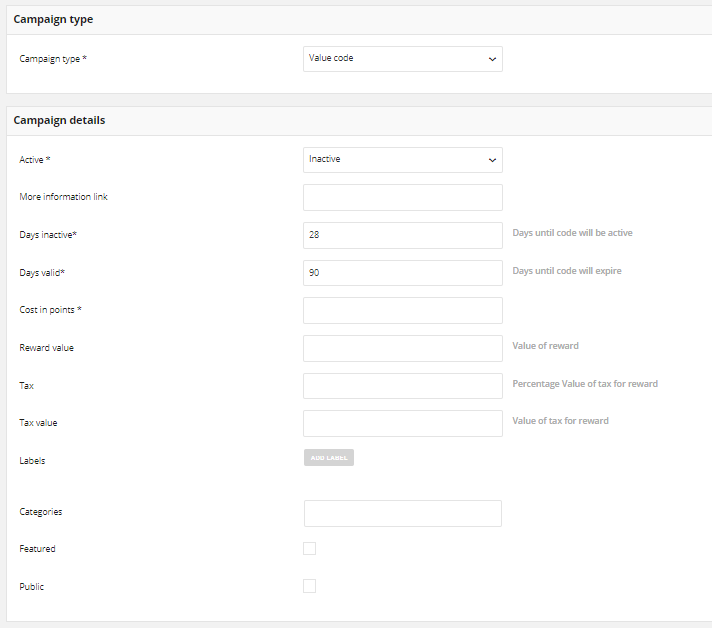 Campaign type
Campaign type * Value code
Campaign details
Active * Inactive
More information link
Days inactive* 28 Days until code will be active
Days valid* 90 Days until code will expire
Cost in points *
Reward value Value of reward
Tax Percentage Value of tax for reward
Tax value Value of tax for reward
Labels ADD LABEL
Categories
Featured
Public